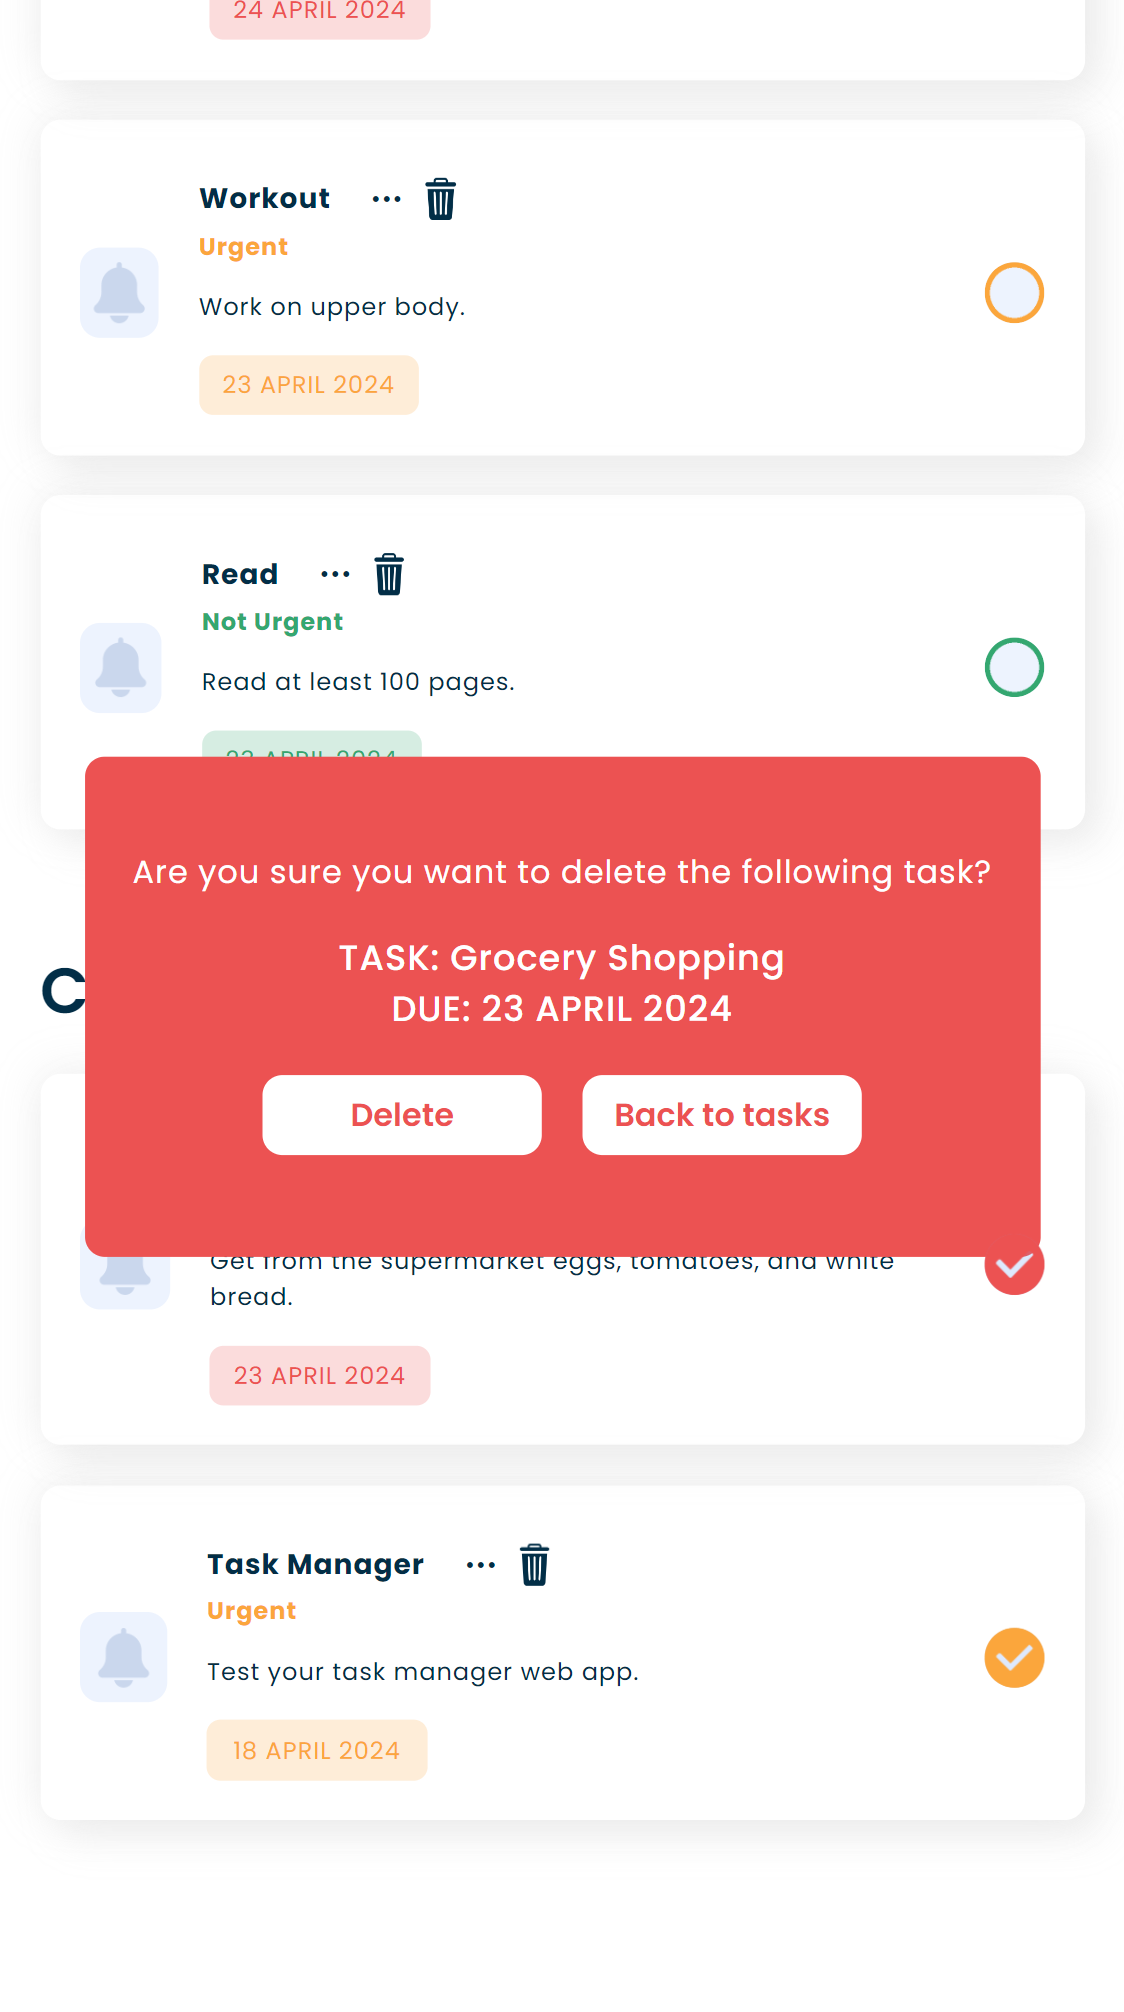 24 APRIL 2024
Workout
Urgent
Work on upper body.
23 APRIL 2024
Read
Not Urgent
Read at least 100 pages.
23 APRIL 2024
Are you sure you want to delete the following task?
TASK: Grocery Shopping
DUE: 23 APRIL 2024
C
Delete
Back to tasks
Get from the supermarket eggs, tomatoes, and white
bread.
23 APRIL 2024
Task Manager
Urgent
Test your task manager web app.
18 APRIL 2024